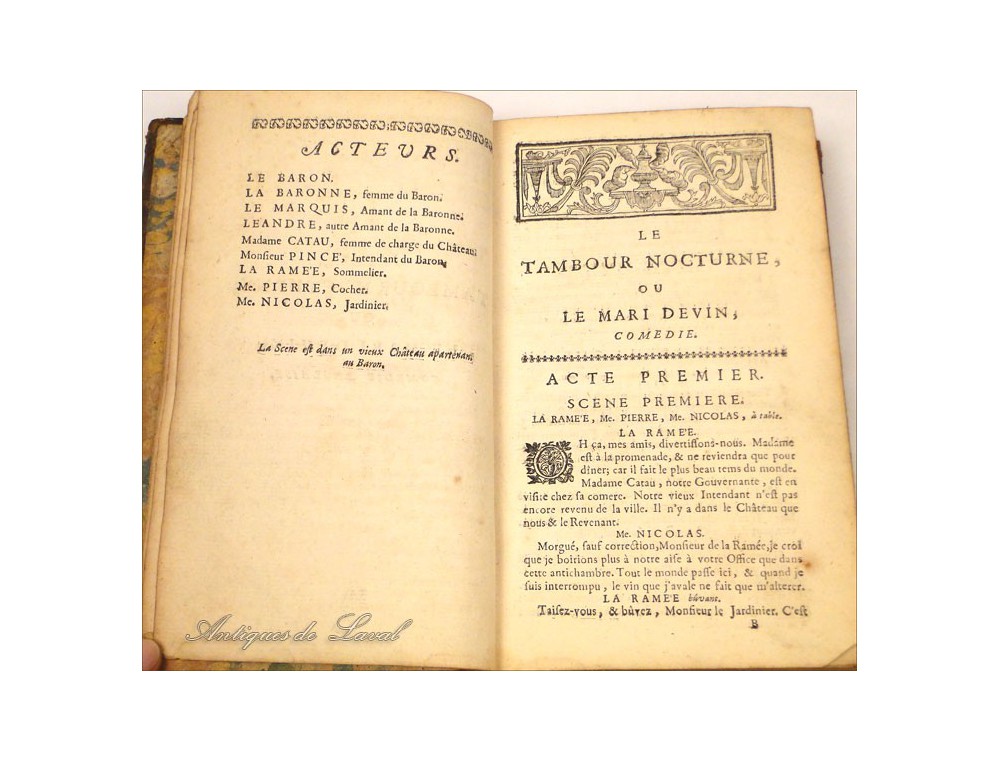 ACTEURS.
LE BARON.
LA BARONNE, femme du Baron.
LE MARQUIS, Amant de la Baronne.
LEANDRE, autre Amant de la Baronne.
Madame CATAU, femme de charge du Château.
Monsieur PINCE', Intendant du Baron.
LA RAME'E, Sommelier.
Me. PIERRE, Cocher.
Me. NICOLAS, Jardinier.
La Scene est dans un vieux Château apartenant
au Baron.
LE
TAMBOUR NOCTURNE,
OU
LE MARI DEVIN,
COMEDIE.
ACTE PREMIER.
SCENE PREMIERE.
LA RAME'E, Me. PIERRE, Me. NICOLAS, à table.
LA RAME'E.
OH ça, mes amis, divertissons-nous. Madame
est à la promenade, & ne reviendra que pour
dîner; car il fait le plus beau tems du monde.
Madame Catau, notre Gouvernante, est en
visite chez sa comere. Notre vieux Intendant n'est pas
encore revenu de la ville. Il n'y a dans le Château que
nous & le Revenant.
Me. NICOLAS.
Morgué, sauf correction, Monsieur de la Ramée, je croi
que je boirions plus à notre aise à votre Office que dans
cette antichambre. Tout le monde passe ici, & quand je
suis interrompu, le vin que j'avale ne fait que m'alterer.
LA RAME'E bûvant.
Taisez-vous, & bûvez, Monsieur le Jardinier. C'est
B
Antiques de Laval